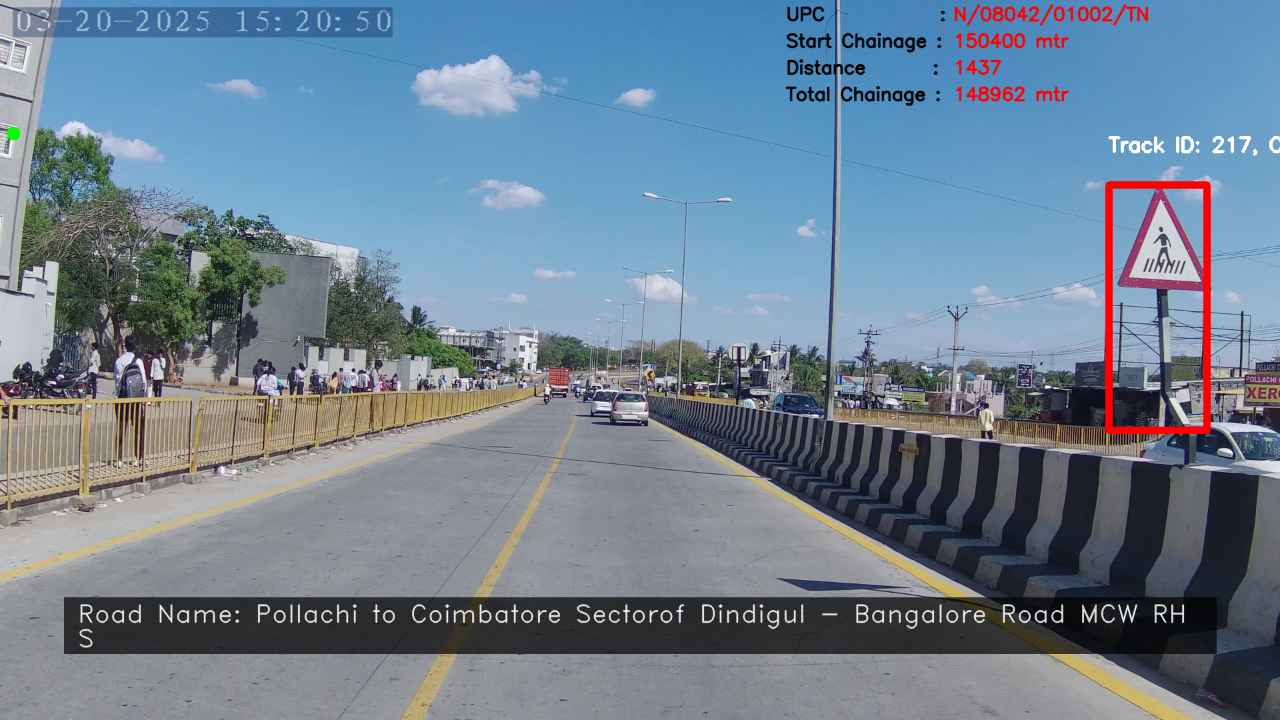 03-20-2025 15:20:50
UPC : N/08042/01002/TN
Start Chainage : 150400 mtr
Distance : 1437
Total Chainage : 148962 mtr
Track ID: 217,
POLLACHI
XER
Road Name: Pollachi to Coimbatore Sectorof Dindigul - Bangalore Road MCW RH
S